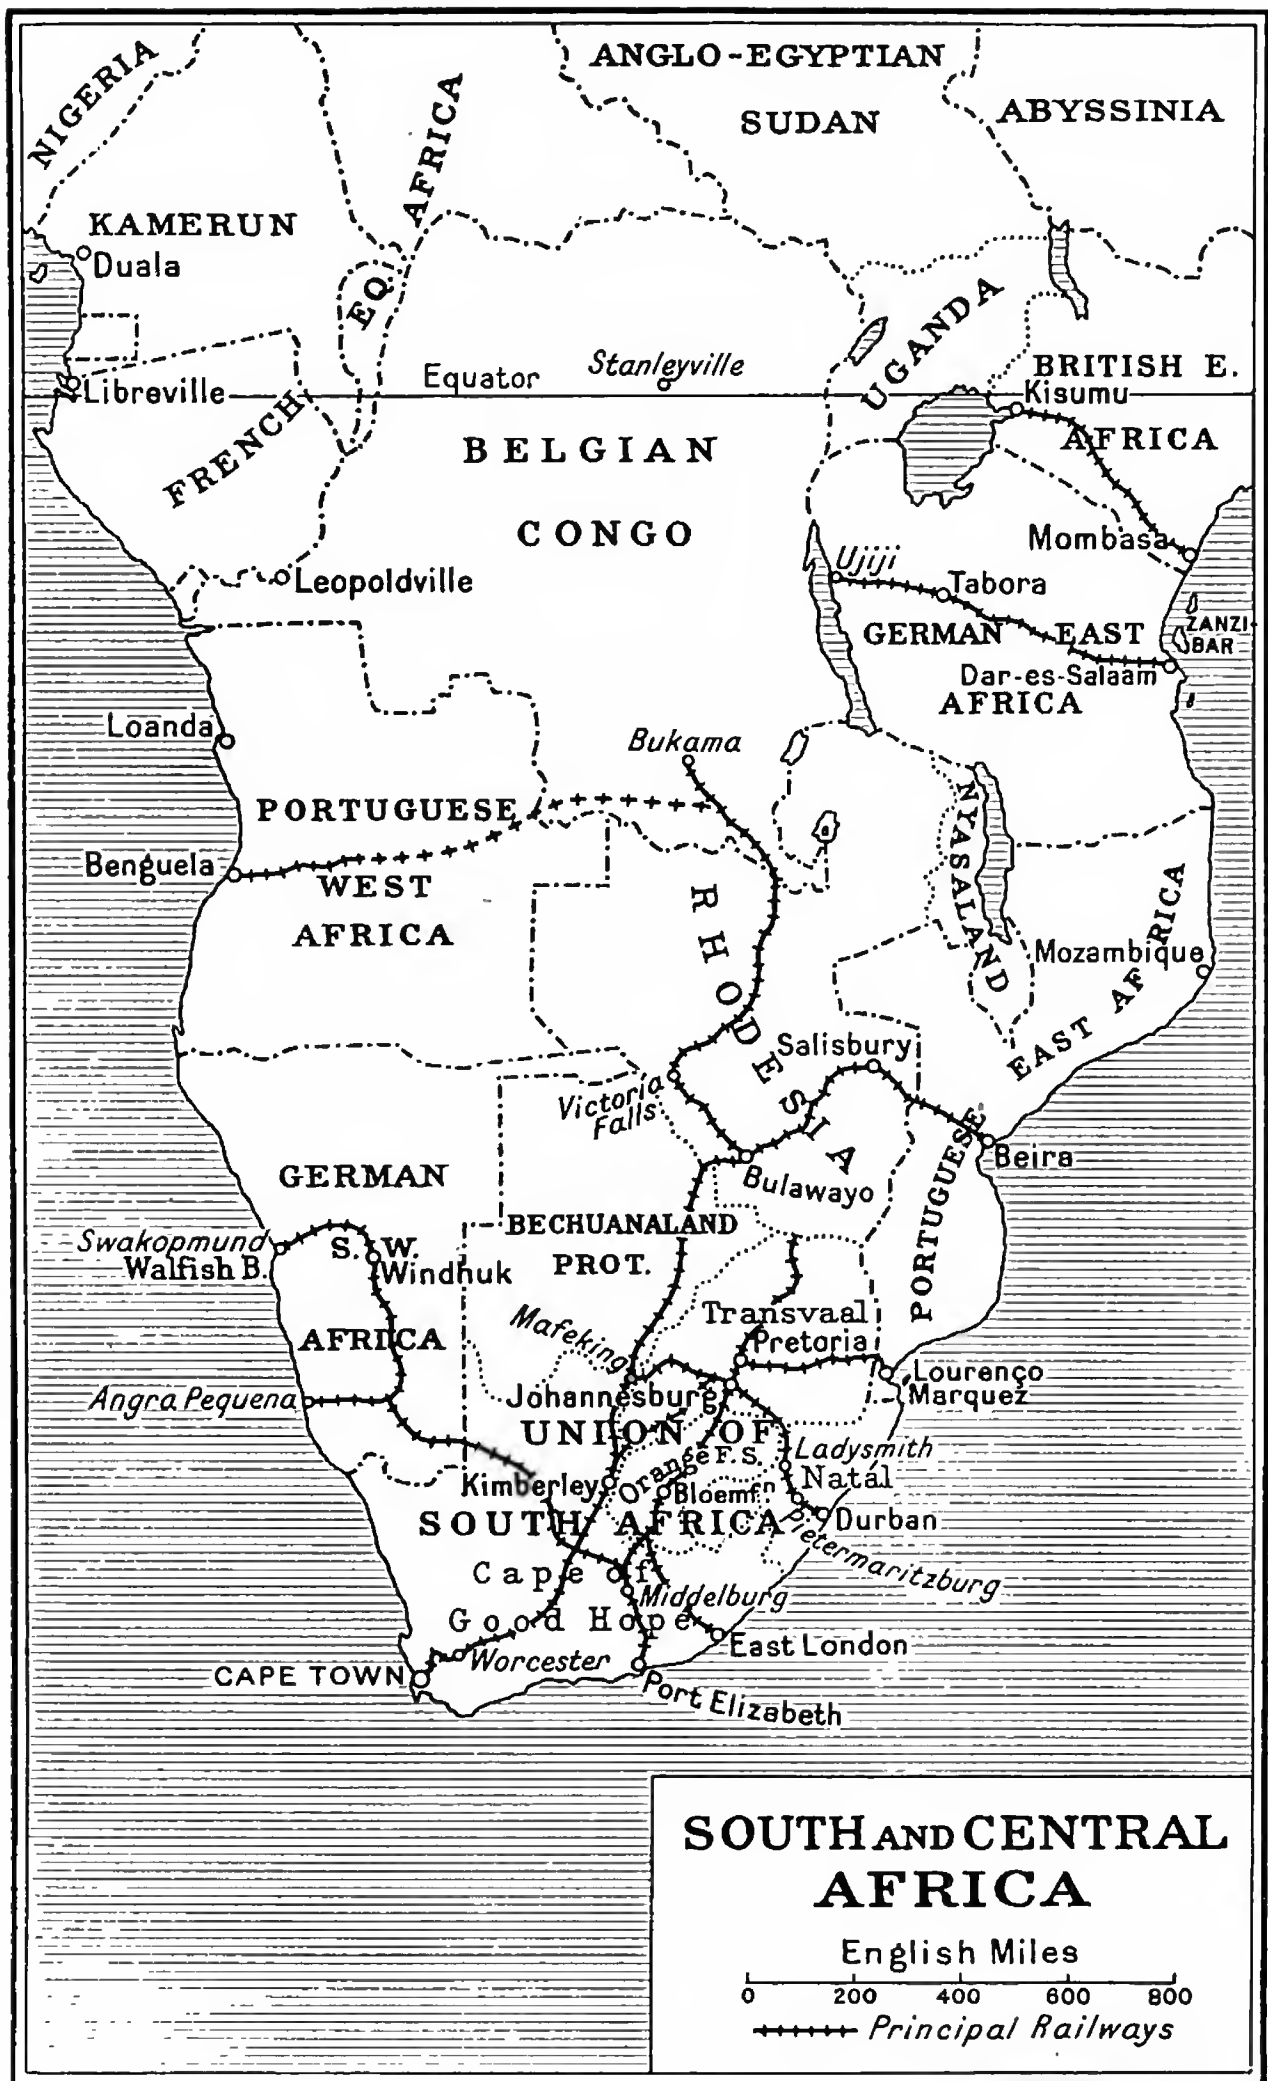 NIGERIA
ANGLO-EGYPTIAN
SUDAN
ABYSSINIA
KAMERUN
Duala
FRENCH EQ. AFRICA
Libreville
Equator
Stanleyville
UGANDA
BRITISH E.
AFRICA
Kisumu
BELGIAN
CONGO
Mombasa
Leopoldville
Ujiji
Tabora
GERMAN EAST
AFRICA
ZANZI-
BAR
Dar-es-Salaam
Loanda
Bukama
PORTUGUESE
WEST
AFRICA
Benguela
NYASALAND
RHODESIA
Mozambique
PORTUGUESE EAST AFRICA
Salisbury
Victoria
Falls
Beira
Bulawayo
GERMAN
S. W.
AFRICA
BECHUANALAND
PROT.
Swakopmund
Walfish B.
Windhuk
Transvaal
Mafeking
Pretoria
Lourenço
Marquez
Angra Pequena
Johannesburg
UNION OF
SOUTH AFRICA
Orange F. S.
Ladysmith
Kimberley
Bloemfn
Natal
Durban
Pietermaritzburg
Cape of
Good Hope
Middelburg
East London
Worcester
CAPE TOWN
Port Elizabeth
SOUTH AND CENTRAL
AFRICA
English Miles
0 200 400 600 800
Principal Railways